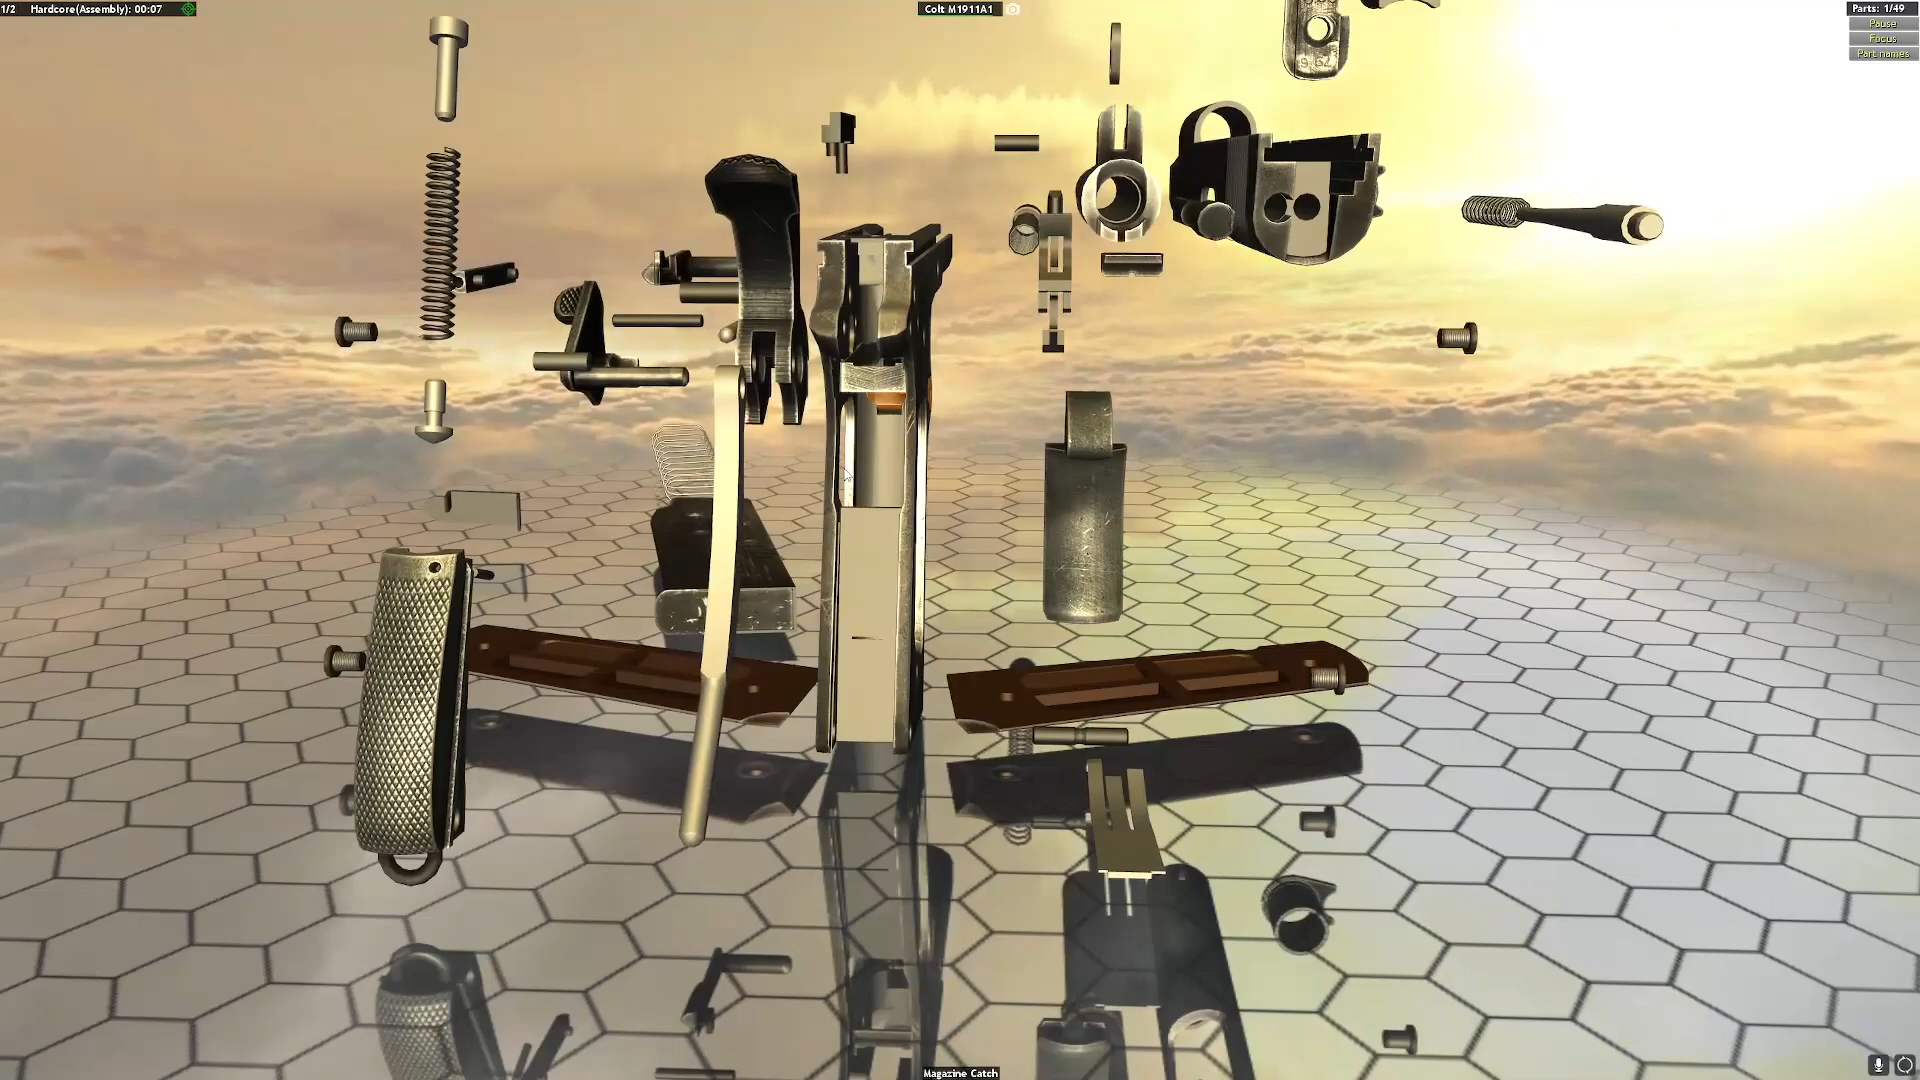 1/2 Hardcore(Assembly): 00:07
Colt M1911A1
Parts: 1/49
Pause
Focus
Part names
Magazine Catch